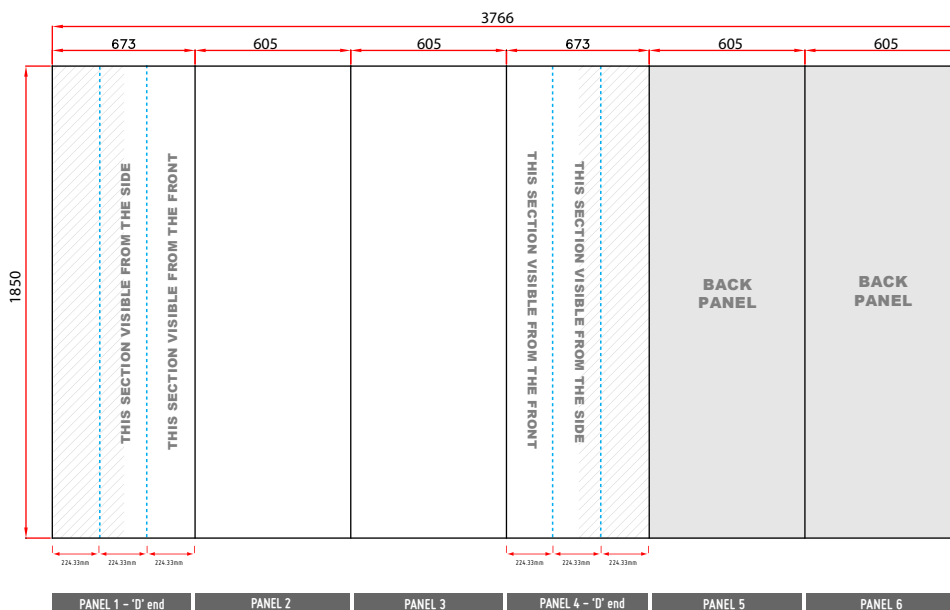 3766
673 605 605 673 605 605
1850
THIS SECTION VISIBLE FROM THE SIDE
THIS SECTION VISIBLE FROM THE FRONT
THIS SECTION VISIBLE FROM THE FRONT
THIS SECTION VISIBLE FROM THE SIDE
BACK
PANEL
BACK
PANEL
224.33mm 224.33mm 224.33mm 224.33mm 224.33mm 224.33mm
PANEL 1 – ‘D’ end PANEL 2 PANEL 3 PANEL 4 – ‘D’ end PANEL 5 PANEL 6